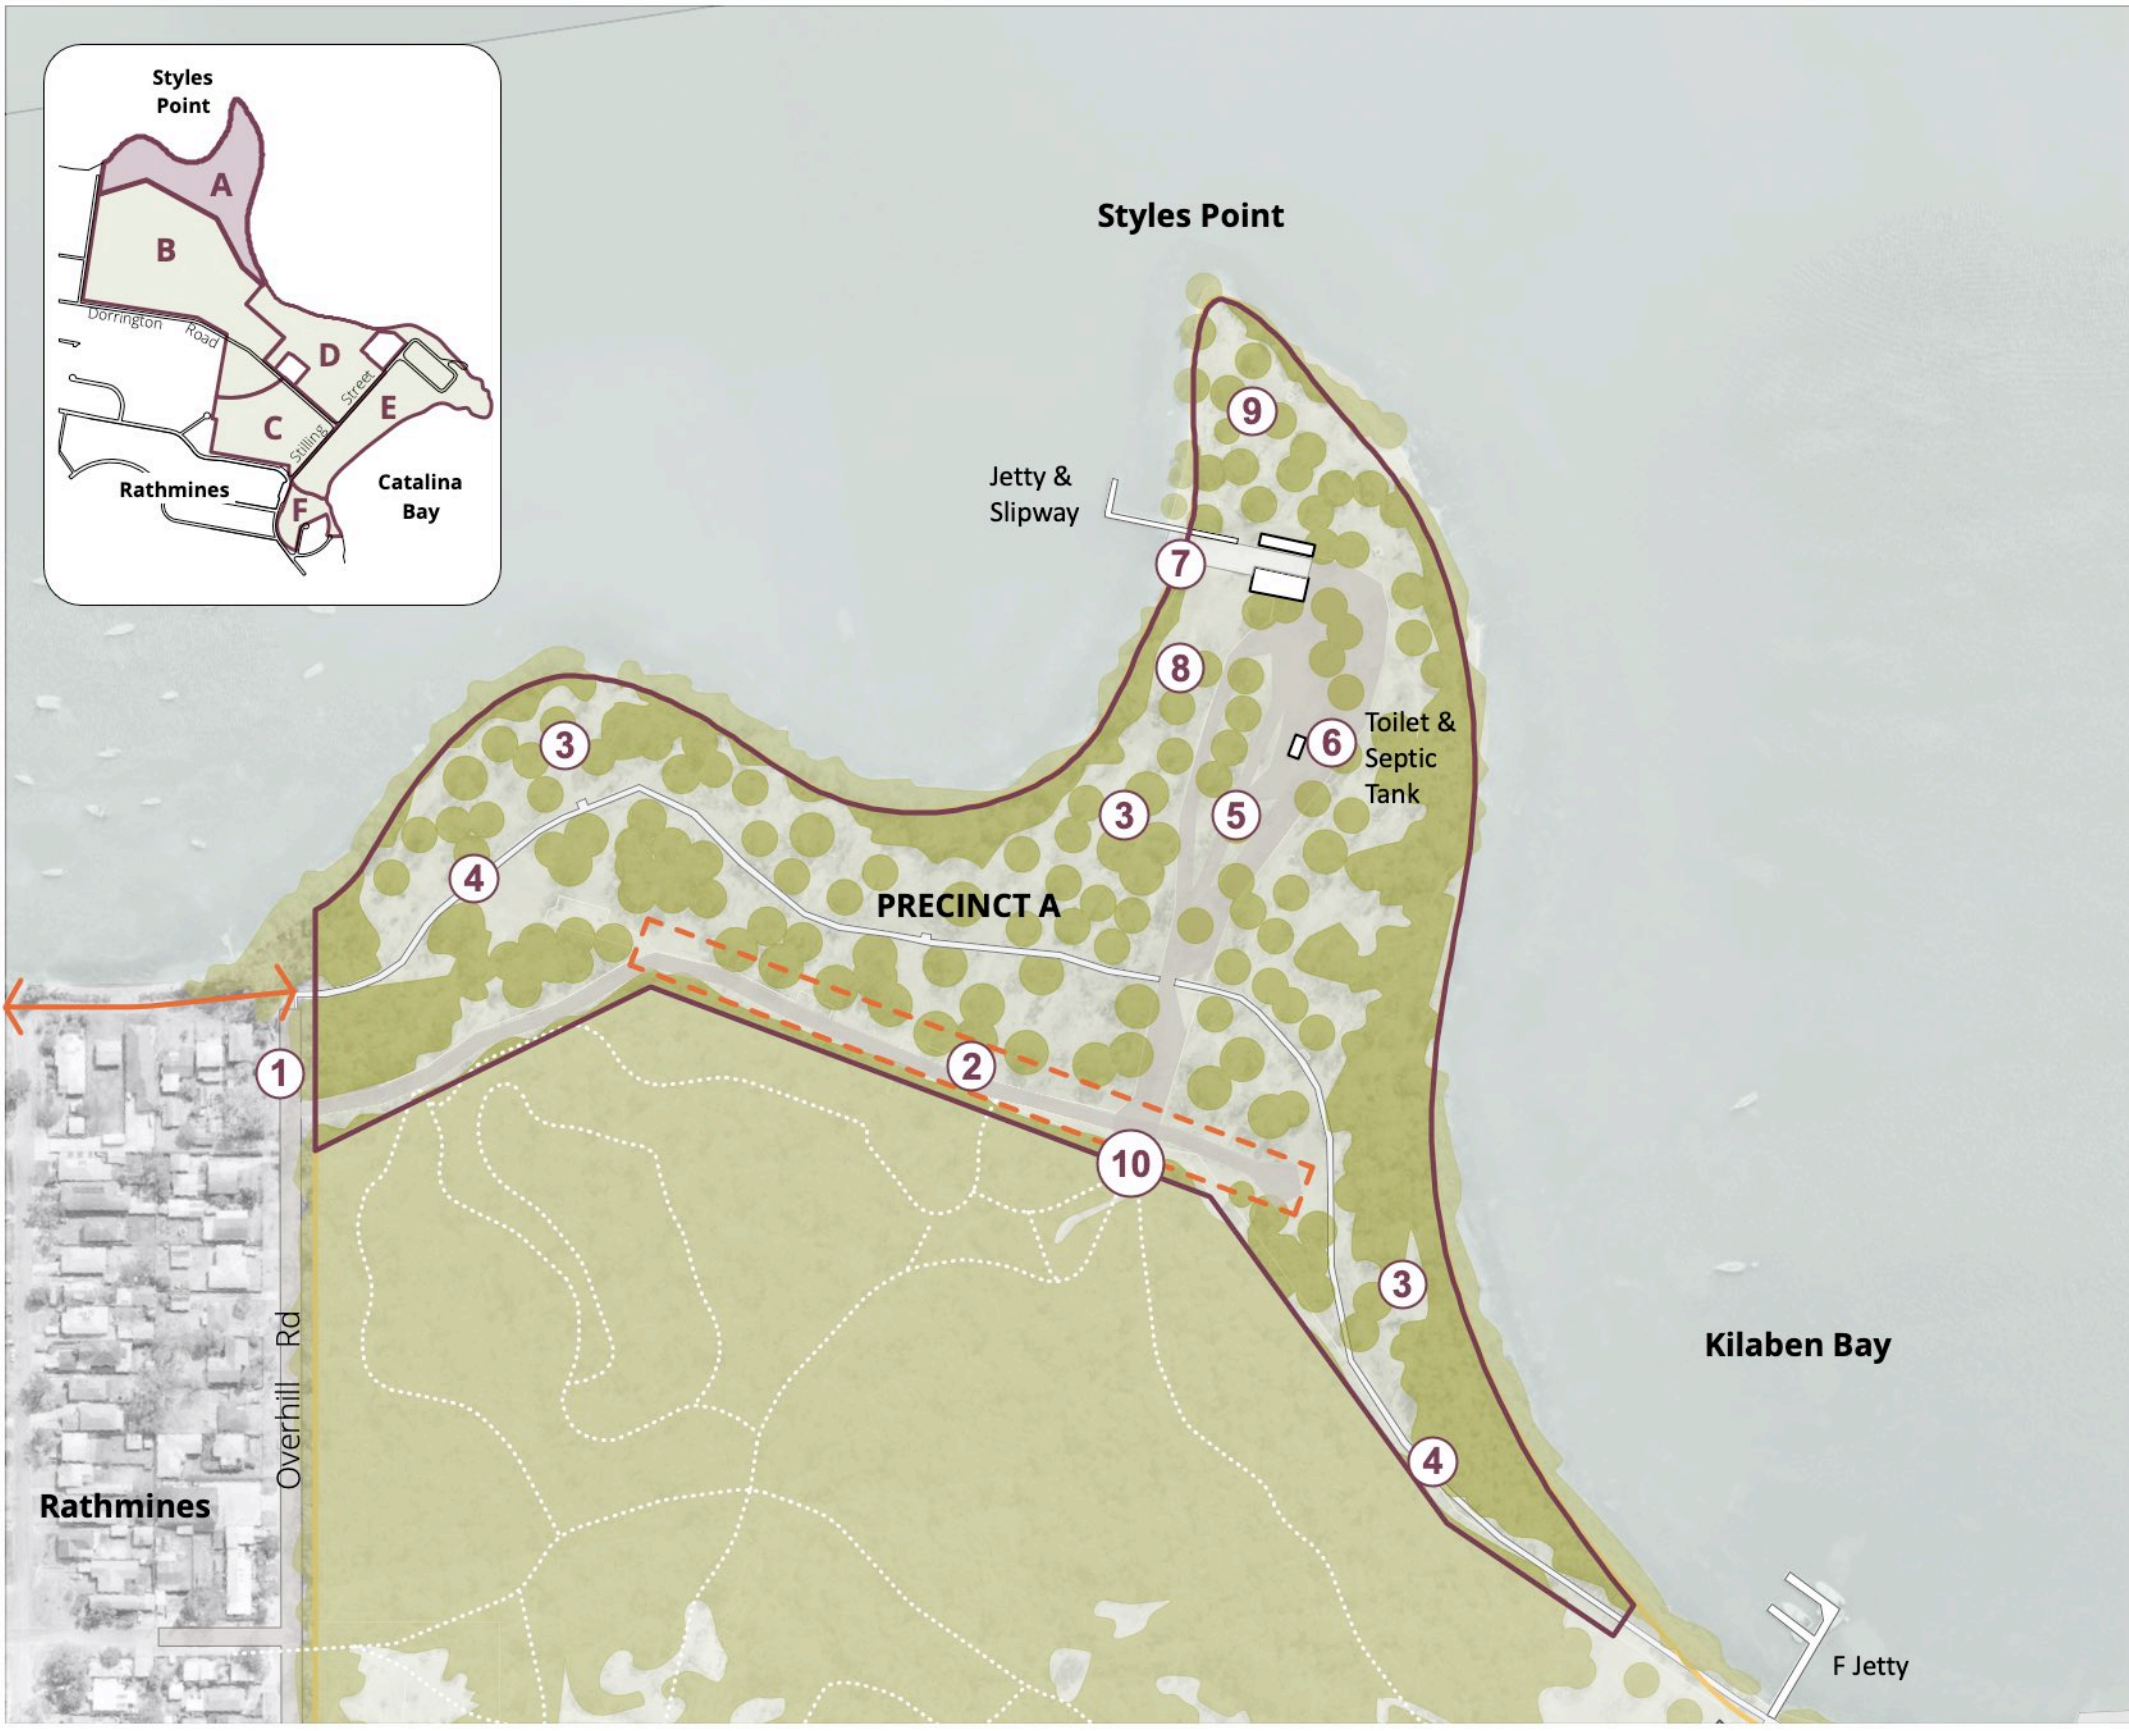 Styles
Point
A
B
Dorrington Road
D
Street
E
C
Stilling
Rathmines
Catalina
Bay
F
Styles Point
9
Jetty &
Slipway
7
8
3
6
Toilet &
Septic
Tank
3
5
4
PRECINCT A
1
2
10
3
Kilaben Bay
Overhill Rd
4
Rathmines
F Jetty